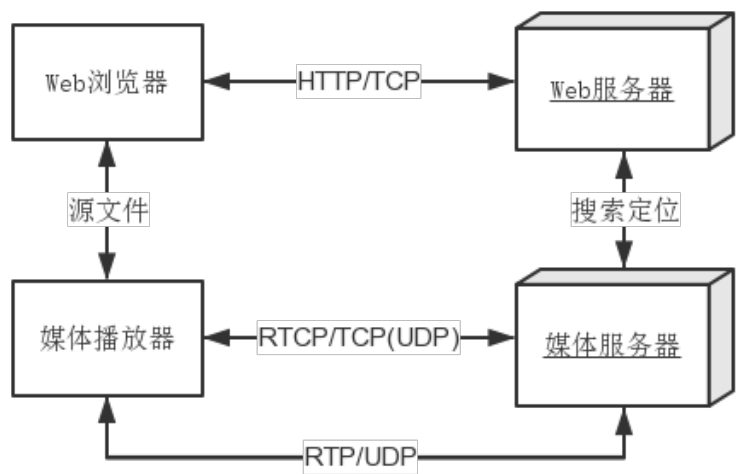 Web浏览器
HTTP/TCP
Web服务器
源文件
搜索定位
媒体播放器
RTCP/TCP(UDP)
媒体服务器
RTP/UDP